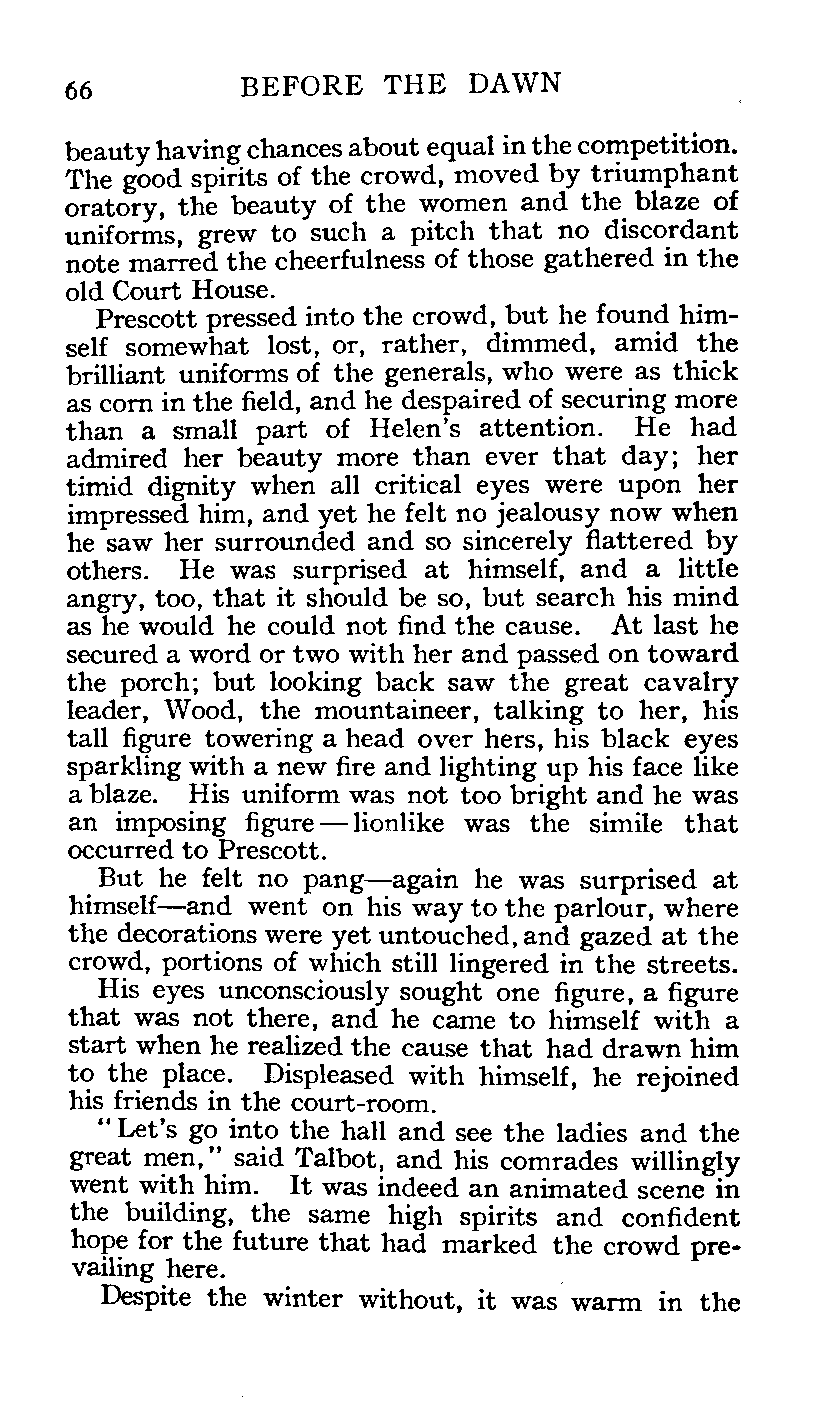 66 BEFORE THE DAWN
beauty having chances about equal in the competition.
The good spirits of the crowd, moved by triumphant
oratory, the beauty of the women and the blaze of
uniforms, grew to such a pitch that no discordant
note marred the cheerfulness of those gathered in the
old Court House.
Prescott pressed into the crowd, but he found him-
self somewhat lost, or, rather, dimmed, amid the
brilliant uniforms of the generals, who were as thick
as corn in the field, and he despaired of securing more
than a small part of Helen's attention. He had
admired her beauty more than ever that day; her
timid dignity when all critical eyes were upon her
impressed him, and yet he felt no jealousy now when
he saw her surrounded and so sincerely flattered by
others. He was surprised at himself, and a little
angry, too, that it should be so, but search his mind
as he would he could not find the cause. At last he
secured a word or two with her and passed on toward
the porch; but looking back saw the great cavalry
leader, Wood, the mountaineer, talking to her, his
tall figure towering a head over hers, his black eyes
sparkling with a new fire and lighting up his face like
a blaze. His uniform was not too bright and he was
an imposing figure—lionlike was the simile that
occurred to Prescott.
But he felt no pang—again he was surprised at
himself—and went on his way to the parlour, where
the decorations were yet untouched, and gazed at the
crowd, portions of which still lingered in the streets.
His eyes unconsciously sought one figure, a figure
that was not there, and he came to himself with a
start when he realized the cause that had drawn him
to the place. Displeased with himself, he rejoined
his friends in the court-room.
"Let's go into the hall and see the ladies and the
great men," said Talbot, and his comrades willingly
went with him. It was indeed an animated scene in
the building, the same high spirits and confident
hope for the future that had marked the crowd pre-
vailing here.
Despite the winter without, it was warm in the